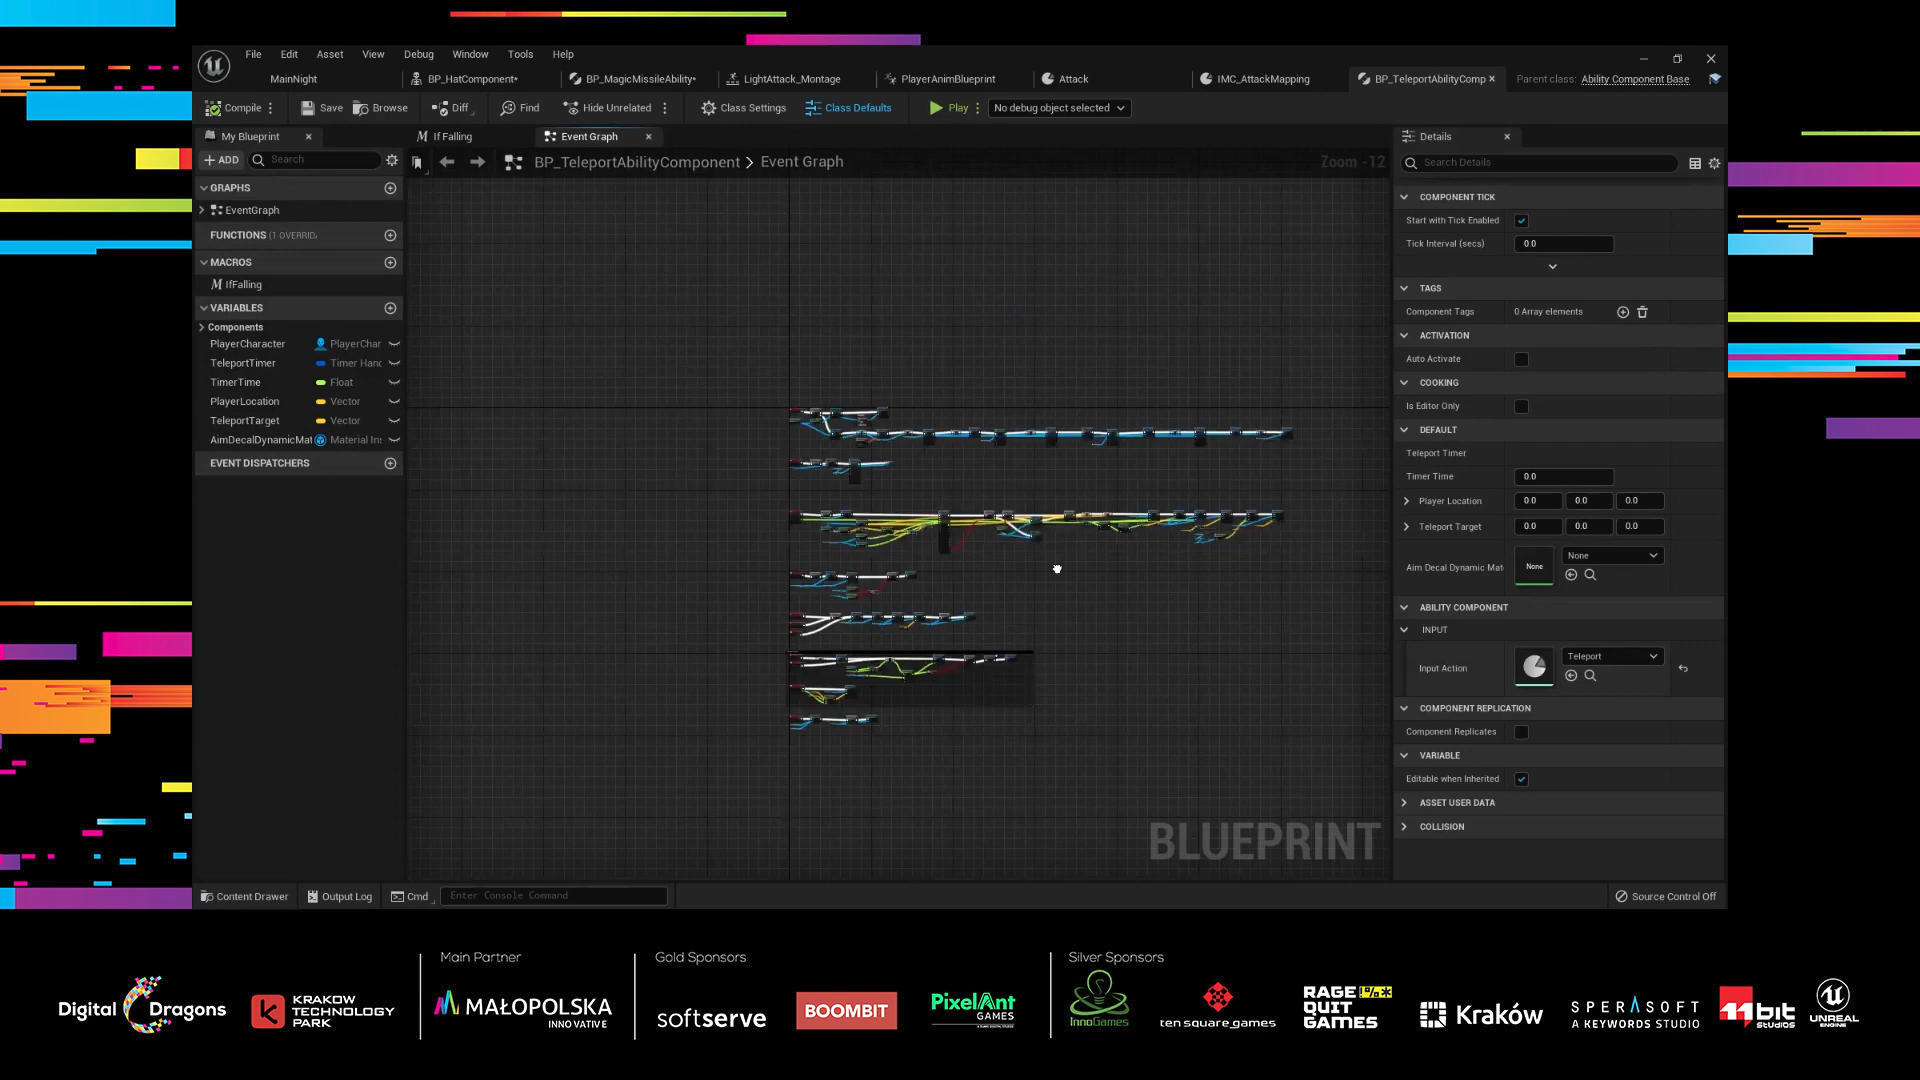 File Edit Asset View Debug Window Tools Help
MainNight
BP_HatComponent*
BP_MagicMissileAbility*
LightAttack_Montage
PlayerAnimBlueprint
Attack
IMC_AttackMapping
BP_TeleportAbilityComp
Parent class: Ability Component Base
Compile
Save
Browse
Diff
Find
Hide Unrelated
Class Settings
Class Defaults
Play
No debug object selected
My Blueprint
If Falling
Event Graph
Details
ADD
Search
BP_TeleportAbilityComponent > Event Graph
Zoom -12
Search Details
GRAPHS
EventGraph
FUNCTIONS (1 OVERRID
MACROS
IfFalling
VARIABLES
Components
PlayerCharacter PlayerChar
TeleportTimer Timer Hanc
TimerTime Float
PlayerLocation Vector
TeleportTarget Vector
AimDecalDynamicMat Material Ins
EVENT DISPATCHERS
COMPONENT TICK
Start with Tick Enabled
Tick Interval (secs) 0.0
TAGS
Component Tags 0 Array elements
ACTIVATION
Auto Activate
COOKING
Is Editor Only
DEFAULT
Teleport Timer
Timer Time 0.0
Player Location 0.0 0.0 0.0
Teleport Target 0.0 0.0 0.0
Aim Decal Dynamic Mat None None
ABILITY COMPONENT
INPUT
Input Action Teleport
COMPONENT REPLICATION
Component Replicates
VARIABLE
Editable when Inherited
ASSET USER DATA
COLLISION
BLUEPRINT
Content Drawer
Output Log
Cmd
Enter Console Command
Source Control Off
Main Partner
Gold Sponsors
Silver Sponsors
Digital Dragons
KRAKOW
TECHNOLOGY
PARK
MAŁOPOLSKA
INNOVATIVE
softserve
BOOMBIT
PixelAnt
GAMES
InnoGames
ten square games
RAGE !%*
QUIT
GAMES
Kraków
SPERASOFT
A KEYWORDS STUDIO
11bit
STUDIOS
UNREAL
ENGINE